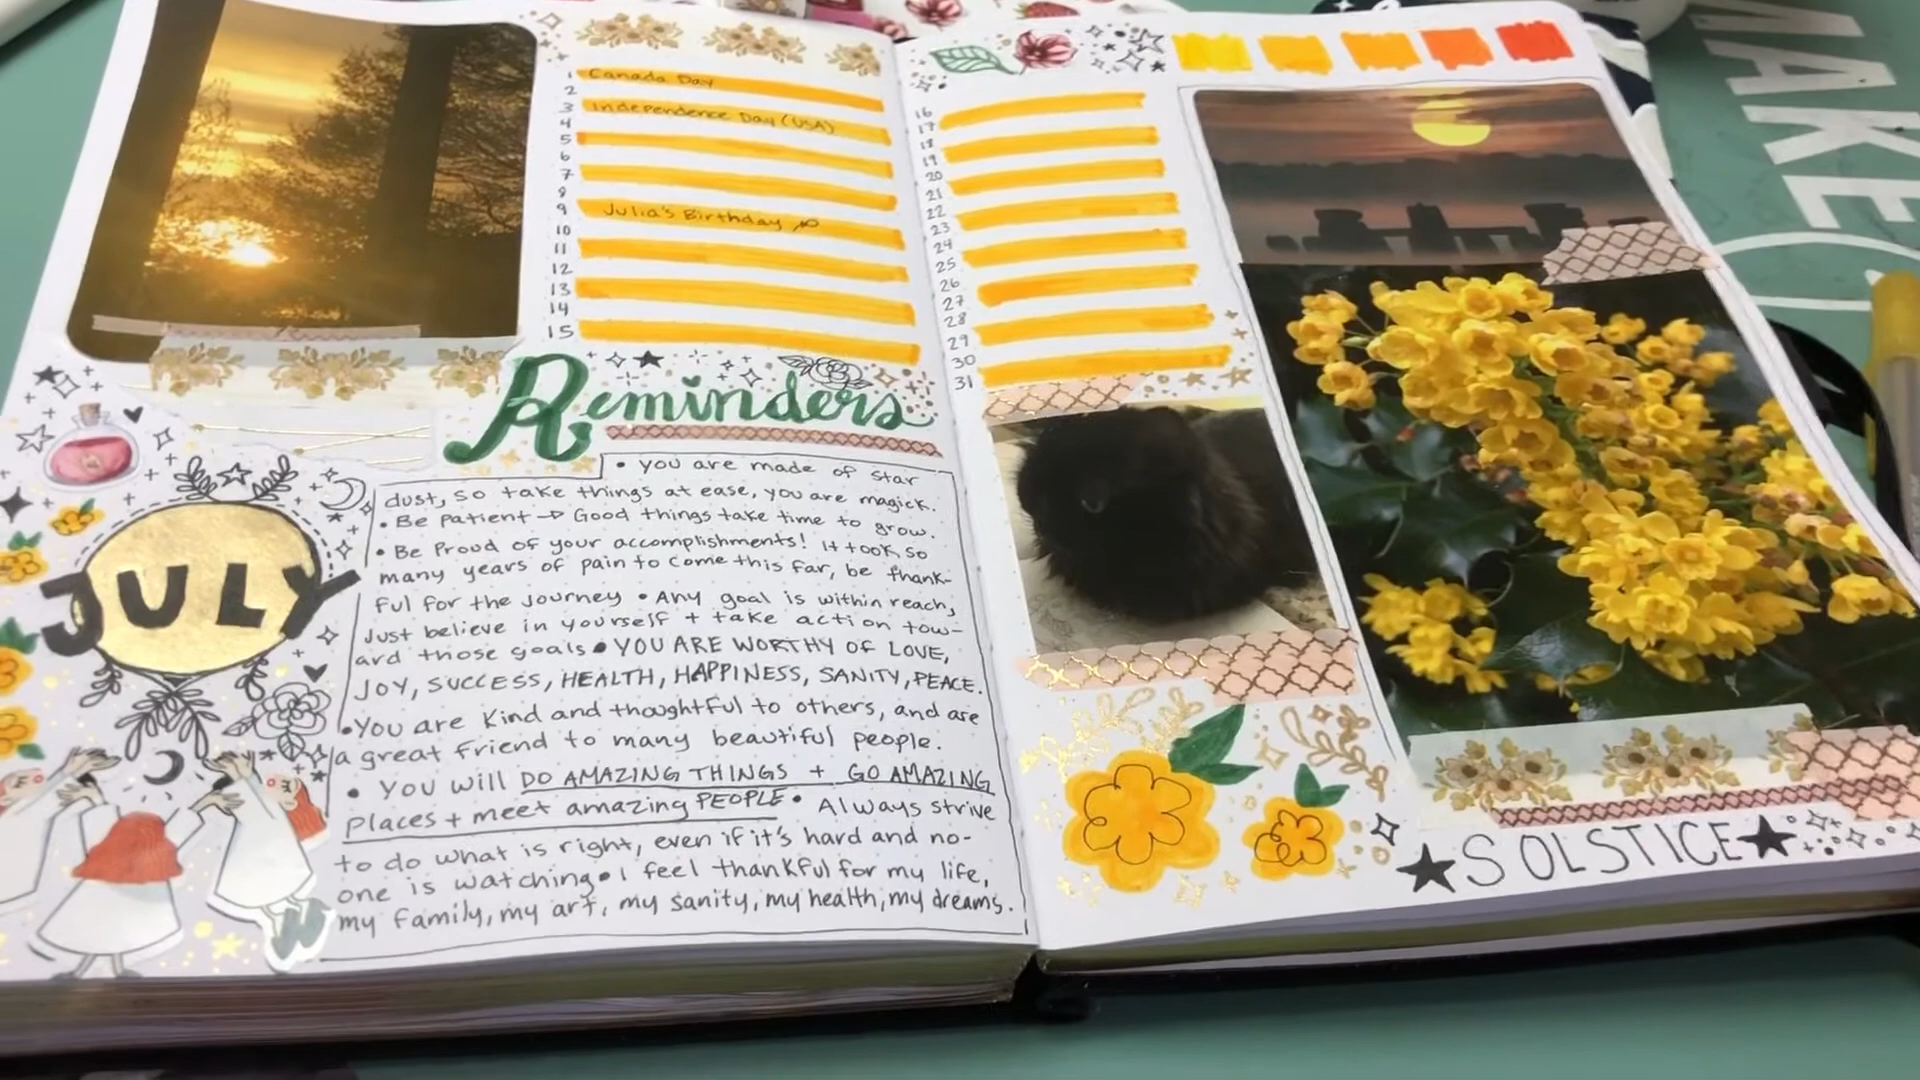 1 Canada Day
2
3 Independence Day (USA)
4
5
6
7
8
9 Julia's Birthday
10
11
12
13
14
15
Reminders
JULY
• You are made of star
dust, so take things at ease, you are magick.
• Be Patient → Good things take time to grow.
• Be Proud of your accomplishments! It took so
many years of pain to come this far, be thank-
ful for the journey • Any goal is within reach,
just believe in yourself + take action tow-
ard those goals • YOU ARE WORTHY OF LOVE,
JOY, SUCCESS, HEALTH, HAPPINESS, SANITY, PEACE.
• You are kind and thoughtful to others, and are
a great friend to many beautiful people.
• You will DO AMAZING THINGS + GO AMAZING
places + meet amazing PEOPLE • Always strive
to do what is right, even if it's hard and no-
one is watching • I feel thankful for my life,
my family, my art, my sanity, my health, my dreams.
16
17
18
19
20
21
22
23
24
25
26
27
28
29
30
31
SOLSTICE
MAKE